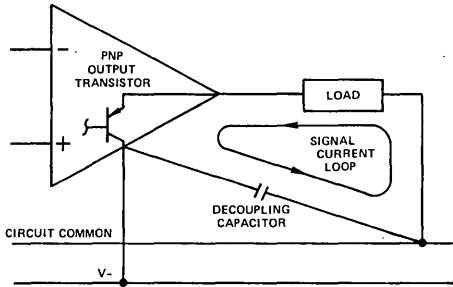 −
PNP
OUTPUT
TRANSISTOR
LOAD
+
SIGNAL
CURRENT
LOOP
DECOUPLING
CAPACITOR
CIRCUIT COMMON
V−